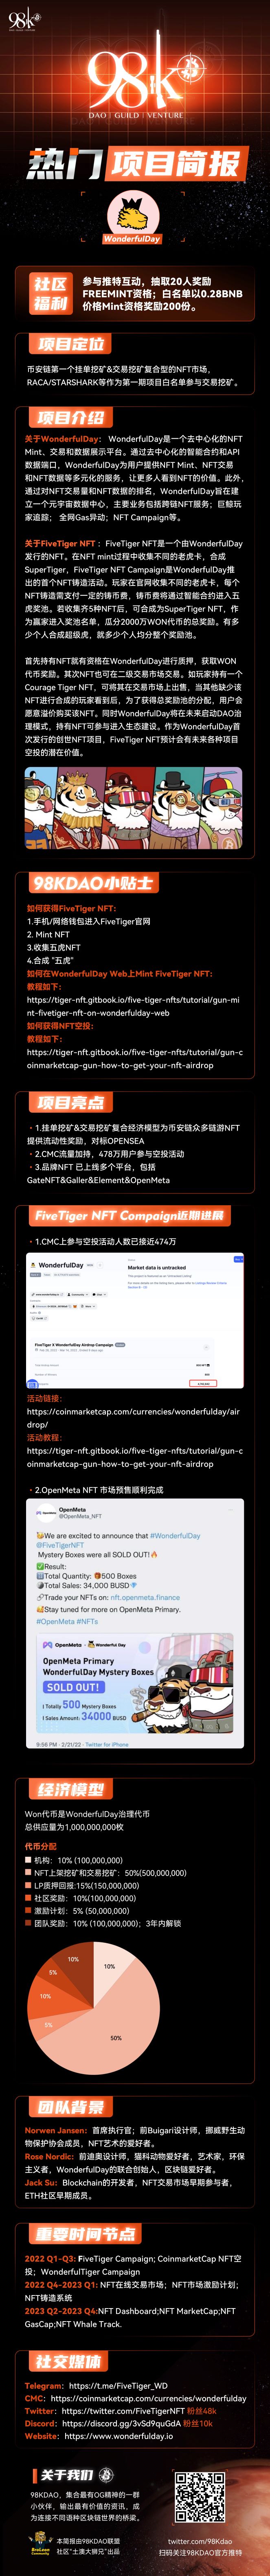 98k
DAO | GUILD | VENTURE
98k
DAO | GUILD | VENTURE
热门项目简报
WonderfulDay
社区福利
参与推特互动，抽取20人奖励
FREEMINT资格；白名单以0.28BNB
价格Mint资格奖励200份。
项目定位
币安链第一个挂单挖矿&交易挖矿复合型的NFT市场，
RACA/STARSHARK等作为第一期项目白名单参与交易挖矿。
项目介绍
关于WonderfulDay： WonderfulDay是一个去中心化的NFT
Mint、交易和数据展示平台。通过去中心化的智能合约和API
数据端口，WonderfulDay为用户提供NFT Mint、NFT交易
和NFT数据等多元化的服务，让更多人看到NFT的价值。此外，
通过对NFT交易量和NFT数据的排名，WonderfulDay旨在建
立一个元宇宙数据中心，主要业务包括跨链NFT服务；巨鲸玩
家追踪； 全网Gas异动；NFT Campaign等。
关于FiveTiger NFT ：FiveTiger NFT是一个由WonderfulDay
发行的NFT。在NFT mint过程中收集不同的老虎卡，合成
SuperTiger，FiveTiger NFT Campaign是WonderfulDay推
出的首个NFT铸造活动。玩家在官网收集不同的老虎卡，每个
NFT铸造需支付一定的铸币费，铸币费将通过智能合约进入五
虎奖池。若收集齐5种NFT后，可合成为SuperTiger NFT，作
为赢家进入奖池名单，瓜分2000万WON代币的总奖励。有多
少个人合成超级虎，就多少个人均分整个奖励池。
首先持有NFT就有资格在WonderfulDay进行质押，获取WON
代币奖励。其次NFT也可在二级交易市场交易。如玩家持有一个
Courage Tiger NFT，可将其在交易市场上出售，当其他缺少该
NFT进行合成的玩家看到后，为了获得总奖励池的分配，用户会
愿意溢价购买该NFT。同时WonderfulDay将在未来启动DAO治
理模式，持有NFT可参与进入生态建设。作为WonderfulDay首
次发行的创世NFT项目，FiveTiger NFT预计会有未来各种项目
空投的潜在价值。
98KDAO小贴士
如何获得FiveTiger NFT：
1.手机/网络钱包进入FiveTiger官网
2. Mint NFT
3.收集五虎NFT
4.合成 “五虎”
如何在WonderfulDay Web上Mint FiveTiger NFT：
教程如下：
https://tiger-nft.gitbook.io/five-tiger-nfts/tutorial/gun-mi
nt-fivetiger-nft-on-wonderfulday-web
如何获得NFT空投：
教程如下：
https://tiger-nft.gitbook.io/five-tiger-nfts/tutorial/gun-c
oinmarketcap-gun-how-to-get-your-nft-airdrop
项目亮点
• 1.挂单挖矿&交易挖矿复合经济模型为币安链众多链游NFT
提供流动性奖励，对标OPENSEA
• 2.CMC流量加持，478万用户参与空投活动
• 3.品牌NFT 已上线多个平台，包括
GateNFT&Galler&Element&OpenMeta
FiveTiger NFT Compaign近期进展
• 1.CMC上参与空投活动人数已接近474万
WonderfulDay
Market data is untracked
FiveTiger X WonderfulDay Airdrop Campaign
活动链接：
https://coinmarketcap.com/currencies/wonderfulday/air
drop/
活动教程：
https://tiger-nft.gitbook.io/five-tiger-nfts/tutorial/gun-c
oinmarketcap-gun-how-to-get-your-nft-airdrop
• 2.OpenMeta NFT 市场预售顺利完成
OpenMeta
@OpenMeta_NFT
We are excited to announce that #WonderfulDay
@FiveTigerNFT
Mystery Boxes were all SOLD OUT!
Result:
Total Quantity: 500 Boxes
Total Sales: 34,000 BUSD
Trade your NFTs on: nft.openmeta.finance
Stay tuned for more on OpenMeta Primary.
#OpenMeta #NFTs
OpenMeta Wonderful Day
OpenMeta Primary
WonderfulDay Mystery Boxes
SOLD OUT!
Totally 500 Mystery Boxes
Sales Amount: 34000 BUSD
9:56 PM · 2/21/22 · Twitter for iPhone
经济模型
Won代币是WonderfulDay治理代币
总供应量为1,000,000,000枚
代币分配
机构：10% (100,000,000)
NFT上架挖矿和交易挖矿：50%(500,000,000)
LP质押回报:15%(150,000,000)
社区奖励：10%(100,000,000)
激励计划：5% (50,000,000)
团队奖励：10% (100,000,000)；3年内解锁
10%
10%
5%
10%
5%
50%
团队背景
Norwen Jansen：首席执行官；前Buigari设计师，挪威野生动
物保护协会成员，NFT艺术的爱好者。
Rose Nordic：前迪奥设计师，猫科动物爱好者，艺术家，环保
主义者，WonderfulDay的联合创始人，区块链爱好者。
Jack Su：Blockchain的开发者，NFT交易市场早期参与者，
ETH社区早期成员。
重要时间节点
2022 Q1-Q3: FiveTiger Campaign; CoinmarketCap NFT空
投；WonderfulTiger Campaign
2022 Q4-2023 Q1: NFT在线交易市场；NFT市场激励计划；
NFT铸造系统
2023 Q2-2023 Q4:NFT Dashboard;NFT MarketCap;NFT
GasCap;NFT Whale Track.
社交媒体
Telegram：https://t.me/FiveTiger_WD
CMC：https://coinmarketcap.com/currencies/wonderfulday
Twitter：https://twitter.com/FiveTigerNFT 粉丝48k
Discord：https://discord.gg/3vSd9quGdA 粉丝10k
Website：https://www.wonderfulday.io
关于我们
98KDAO，集合最有OG精神的一群
小伙伴，输出最有价值的资讯，成
为连接不同语种区块链世界的桥梁。
本简报由98KDAO联盟
社区“土澳大狮兄”出品
twitter.com/98Kdao
扫码关注98KDAO官方推特